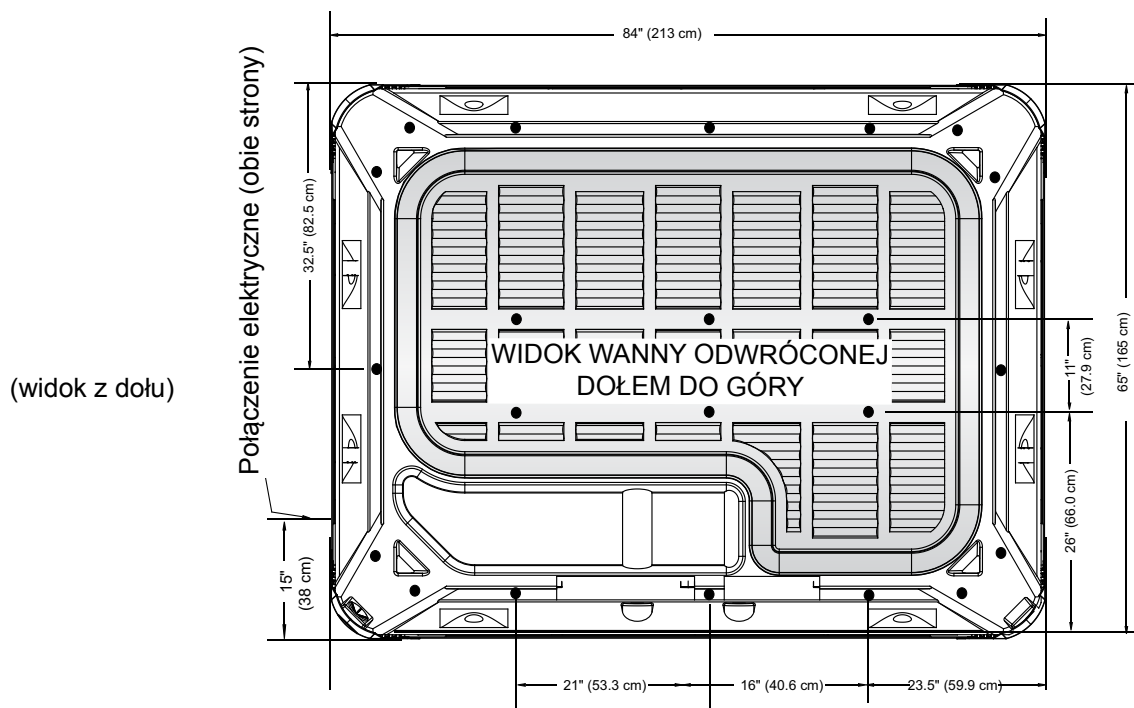 84" (213 cm)
Połączenie elektryczne (obie strony)
32.5" (82.5 cm)
WIDOK WANNY ODWRÓCONEJ
DOŁEM DO GÓRY
(widok z dołu)
11"
(27.9 cm)
65" (165 cm)
26" (66.0 cm)
15"
(38 cm)
21" (53.3 cm)
16" (40.6 cm)
23.5" (59.9 cm)